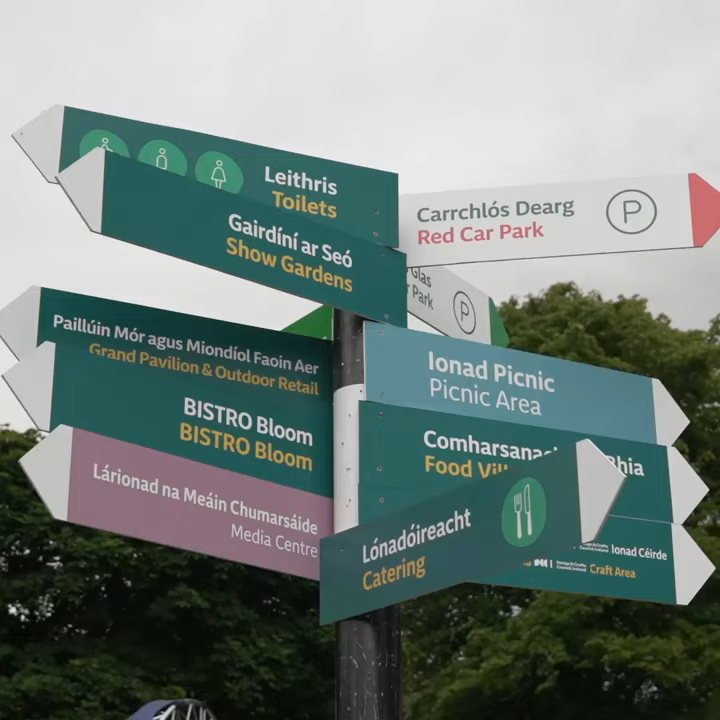 Leithris
Toilets
Gairdíní ar Seó
Show Gardens
Carrchlós Dearg
Red Car Park
P
Glas
Park
P
Paillúin Mór agus Miondíol Faoin Aer
Grand Pavilion & Outdoor Retail
BISTRO Bloom
BISTRO Bloom
Lárionad na Meáin Chumarsáide
Media Centre
Ionad Picnic
Picnic Area
Food
Lónadóireacht
Catering
Ionad Céirde
Craft Area